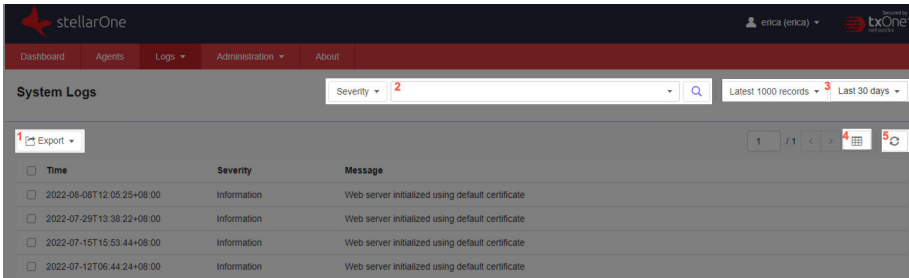 stellarOne
erica (erica)
Secured by
txOne
networks
Dashboard Agents Logs Administration About
System Logs
Severity 2
Latest 1000 records 3 Last 30 days
1 Export
1 / 1 < > 4 5
Time Severity Message
2022-08-08T12:05:25+08:00 Information Web server initialized using default certificate
2022-07-29T13:38:22+08:00 Information Web server initialized using default certificate
2022-07-15T15:53:44+08:00 Information Web server initialized using default certificate
2022-07-12T06:44:24+08:00 Information Web server initialized using default certificate